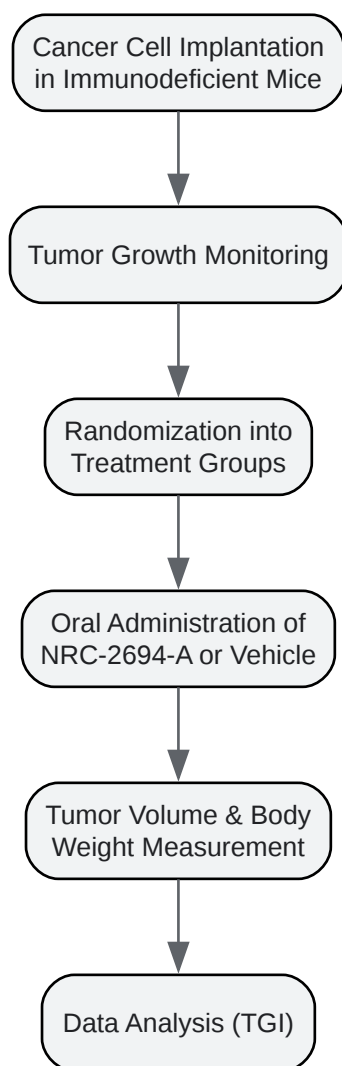 Cancer Cell Implantation
in Immunodeficient Mice
Tumor Growth Monitoring
Randomization into
Treatment Groups
Oral Administration of
NRC-2694-A or Vehicle
Tumor Volume & Body
Weight Measurement
Data Analysis (TGI)